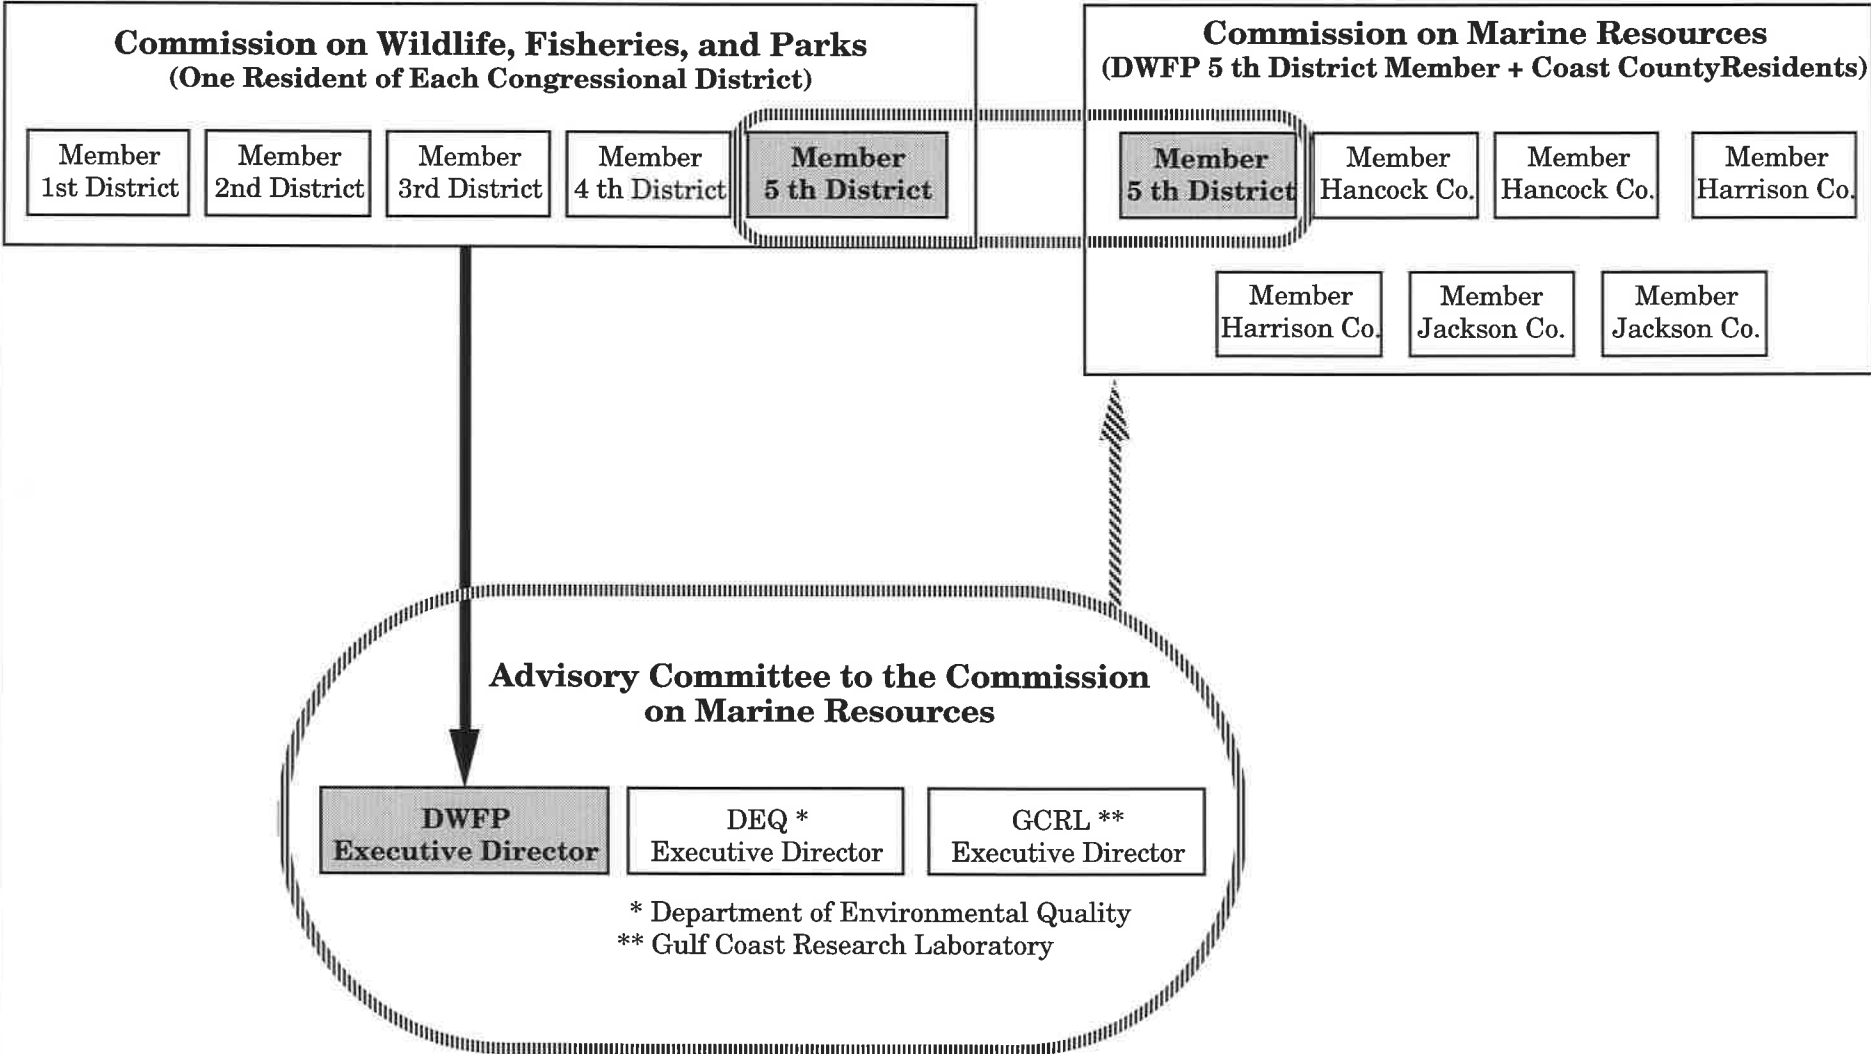 Commission on Wildlife, Fisheries, and Parks
(One Resident of Each Congressional District)
Member
1st District
Member
2nd District
Member
3rd District
Member
4 th District
Member
5 th District
Commission on Marine Resources
(DWFP 5 th District Member + Coast CountyResidents)
Member
5 th District
Member
Hancock Co.
Member
Hancock Co.
Member
Harrison Co.
Member
Harrison Co.
Member
Jackson Co.
Member
Jackson Co.
Advisory Committee to the Commission
on Marine Resources
DWFP
Executive Director
DEQ *
Executive Director
GCRL **
Executive Director
* Department of Environmental Quality
** Gulf Coast Research Laboratory